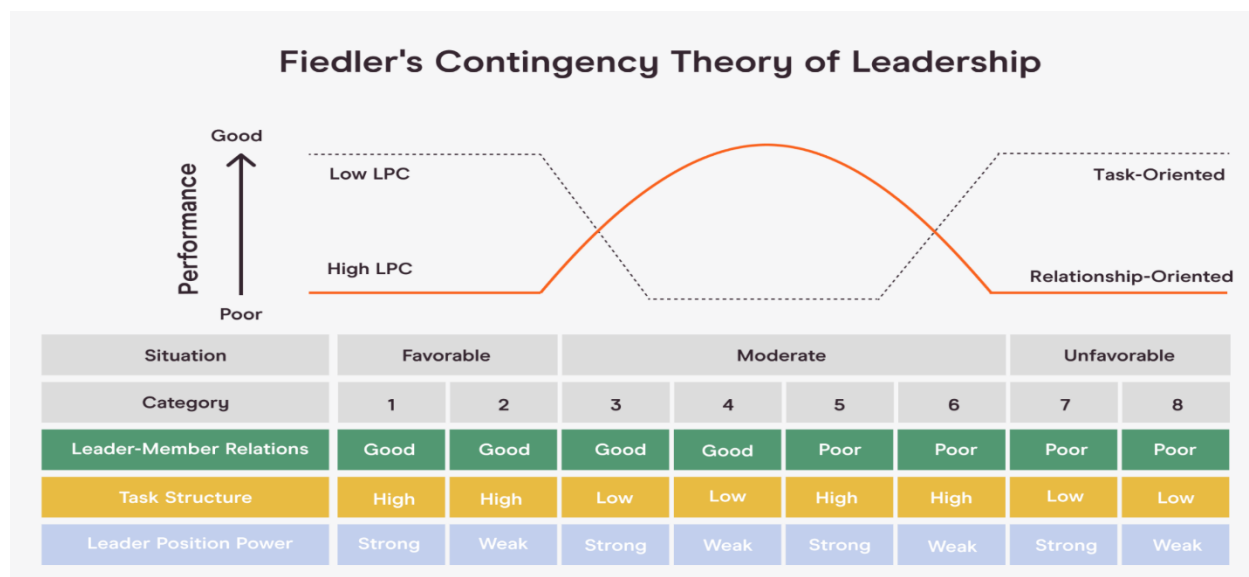 Fiedler's Contingency Theory of Leadership
Good
Performance
Poor
Low LPC
High LPC
Task-Oriented
Relationship-Oriented
Situation Favorable Moderate Unfavorable
Category 1 2 3 4 5 6 7 8
Leader-Member Relations Good Good Good Good Poor Poor Poor Poor
Task Structure High High Low Low High High Low Low
Leader Position Power Strong Weak Strong Weak Strong Weak Strong Weak